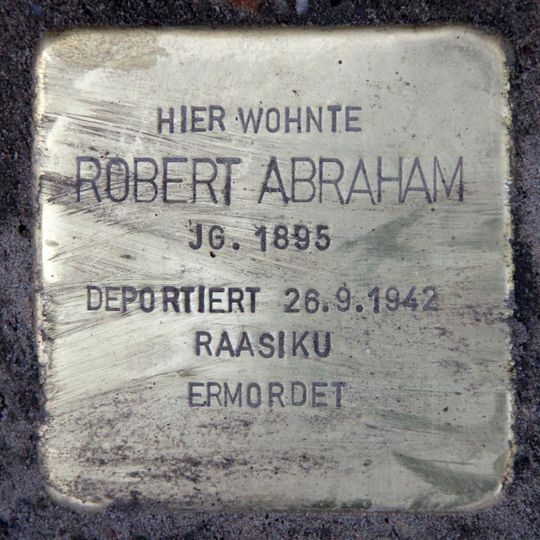 HIER WOHNTE
ROBERT ABRAHAM
JG. 1895
DEPORTIERT 26.9.1942
RAASIKU
ERMORDET